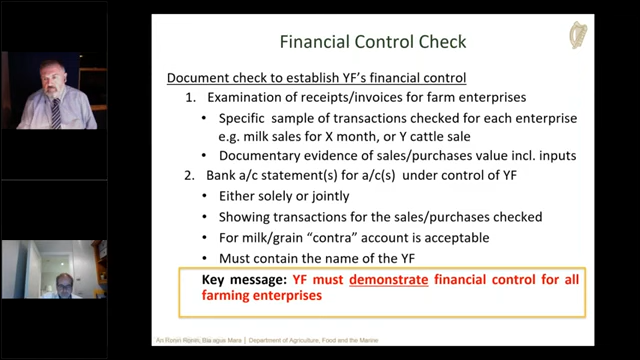 Financial Control Check
Document check to establish YF's financial control
1. Examination of receipts/invoices for farm enterprises
• Specific sample of transactions checked for each enterprise
e.g. milk sales for X month, or Y cattle sale
• Documentary evidence of sales/purchases value incl. inputs
2. Bank a/c statement(s) for a/c(s) under control of YF
• Either solely or jointly
• Showing transactions for the sales/purchases checked
• For milk/grain “contra” account is acceptable
• Must contain the name of the YF
Key message: YF must demonstrate financial control for all
farming enterprises
Bia agus Mara | Department of Agriculture, Food and the Marine